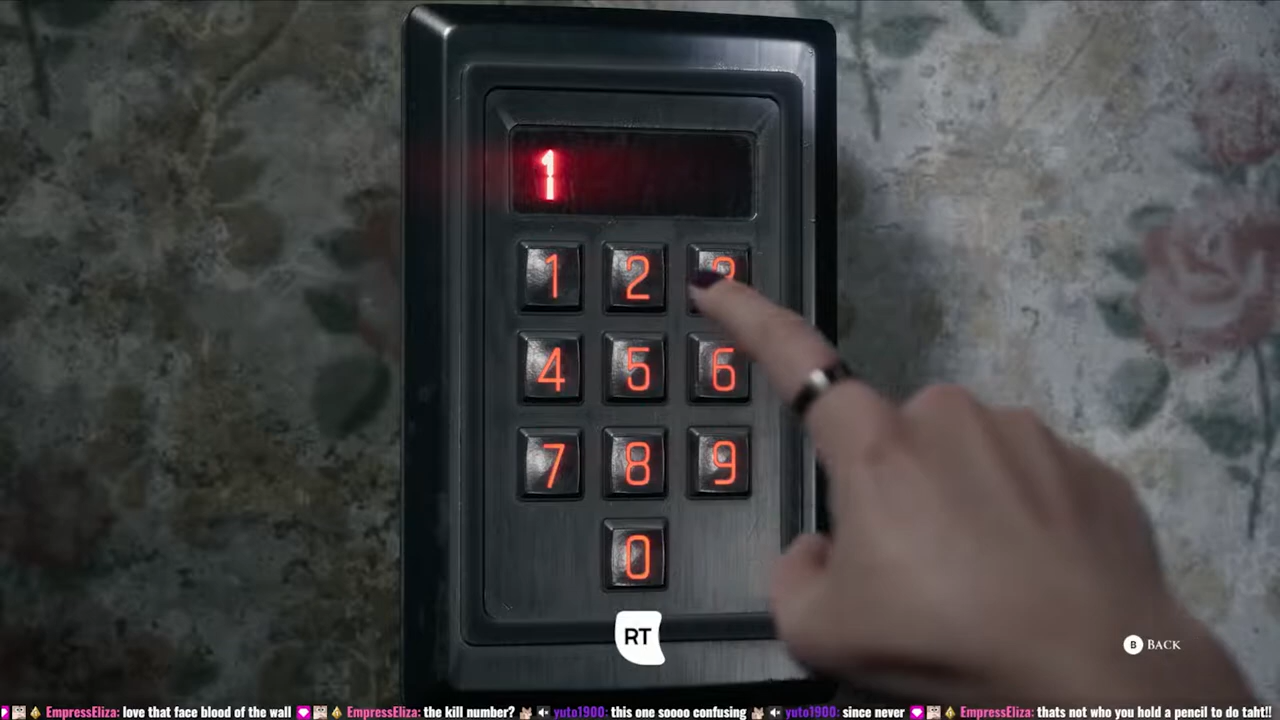 1
1 2 3
4 5 6
7 8 9
0
RT
B BACK
EmpressEliza: love that face blood of the wall EmpressEliza: the kill number? yuto1900: this one soooo confusing yuto1900: since never EmpressEliza: thats not who you hold a pencil to do taht!!